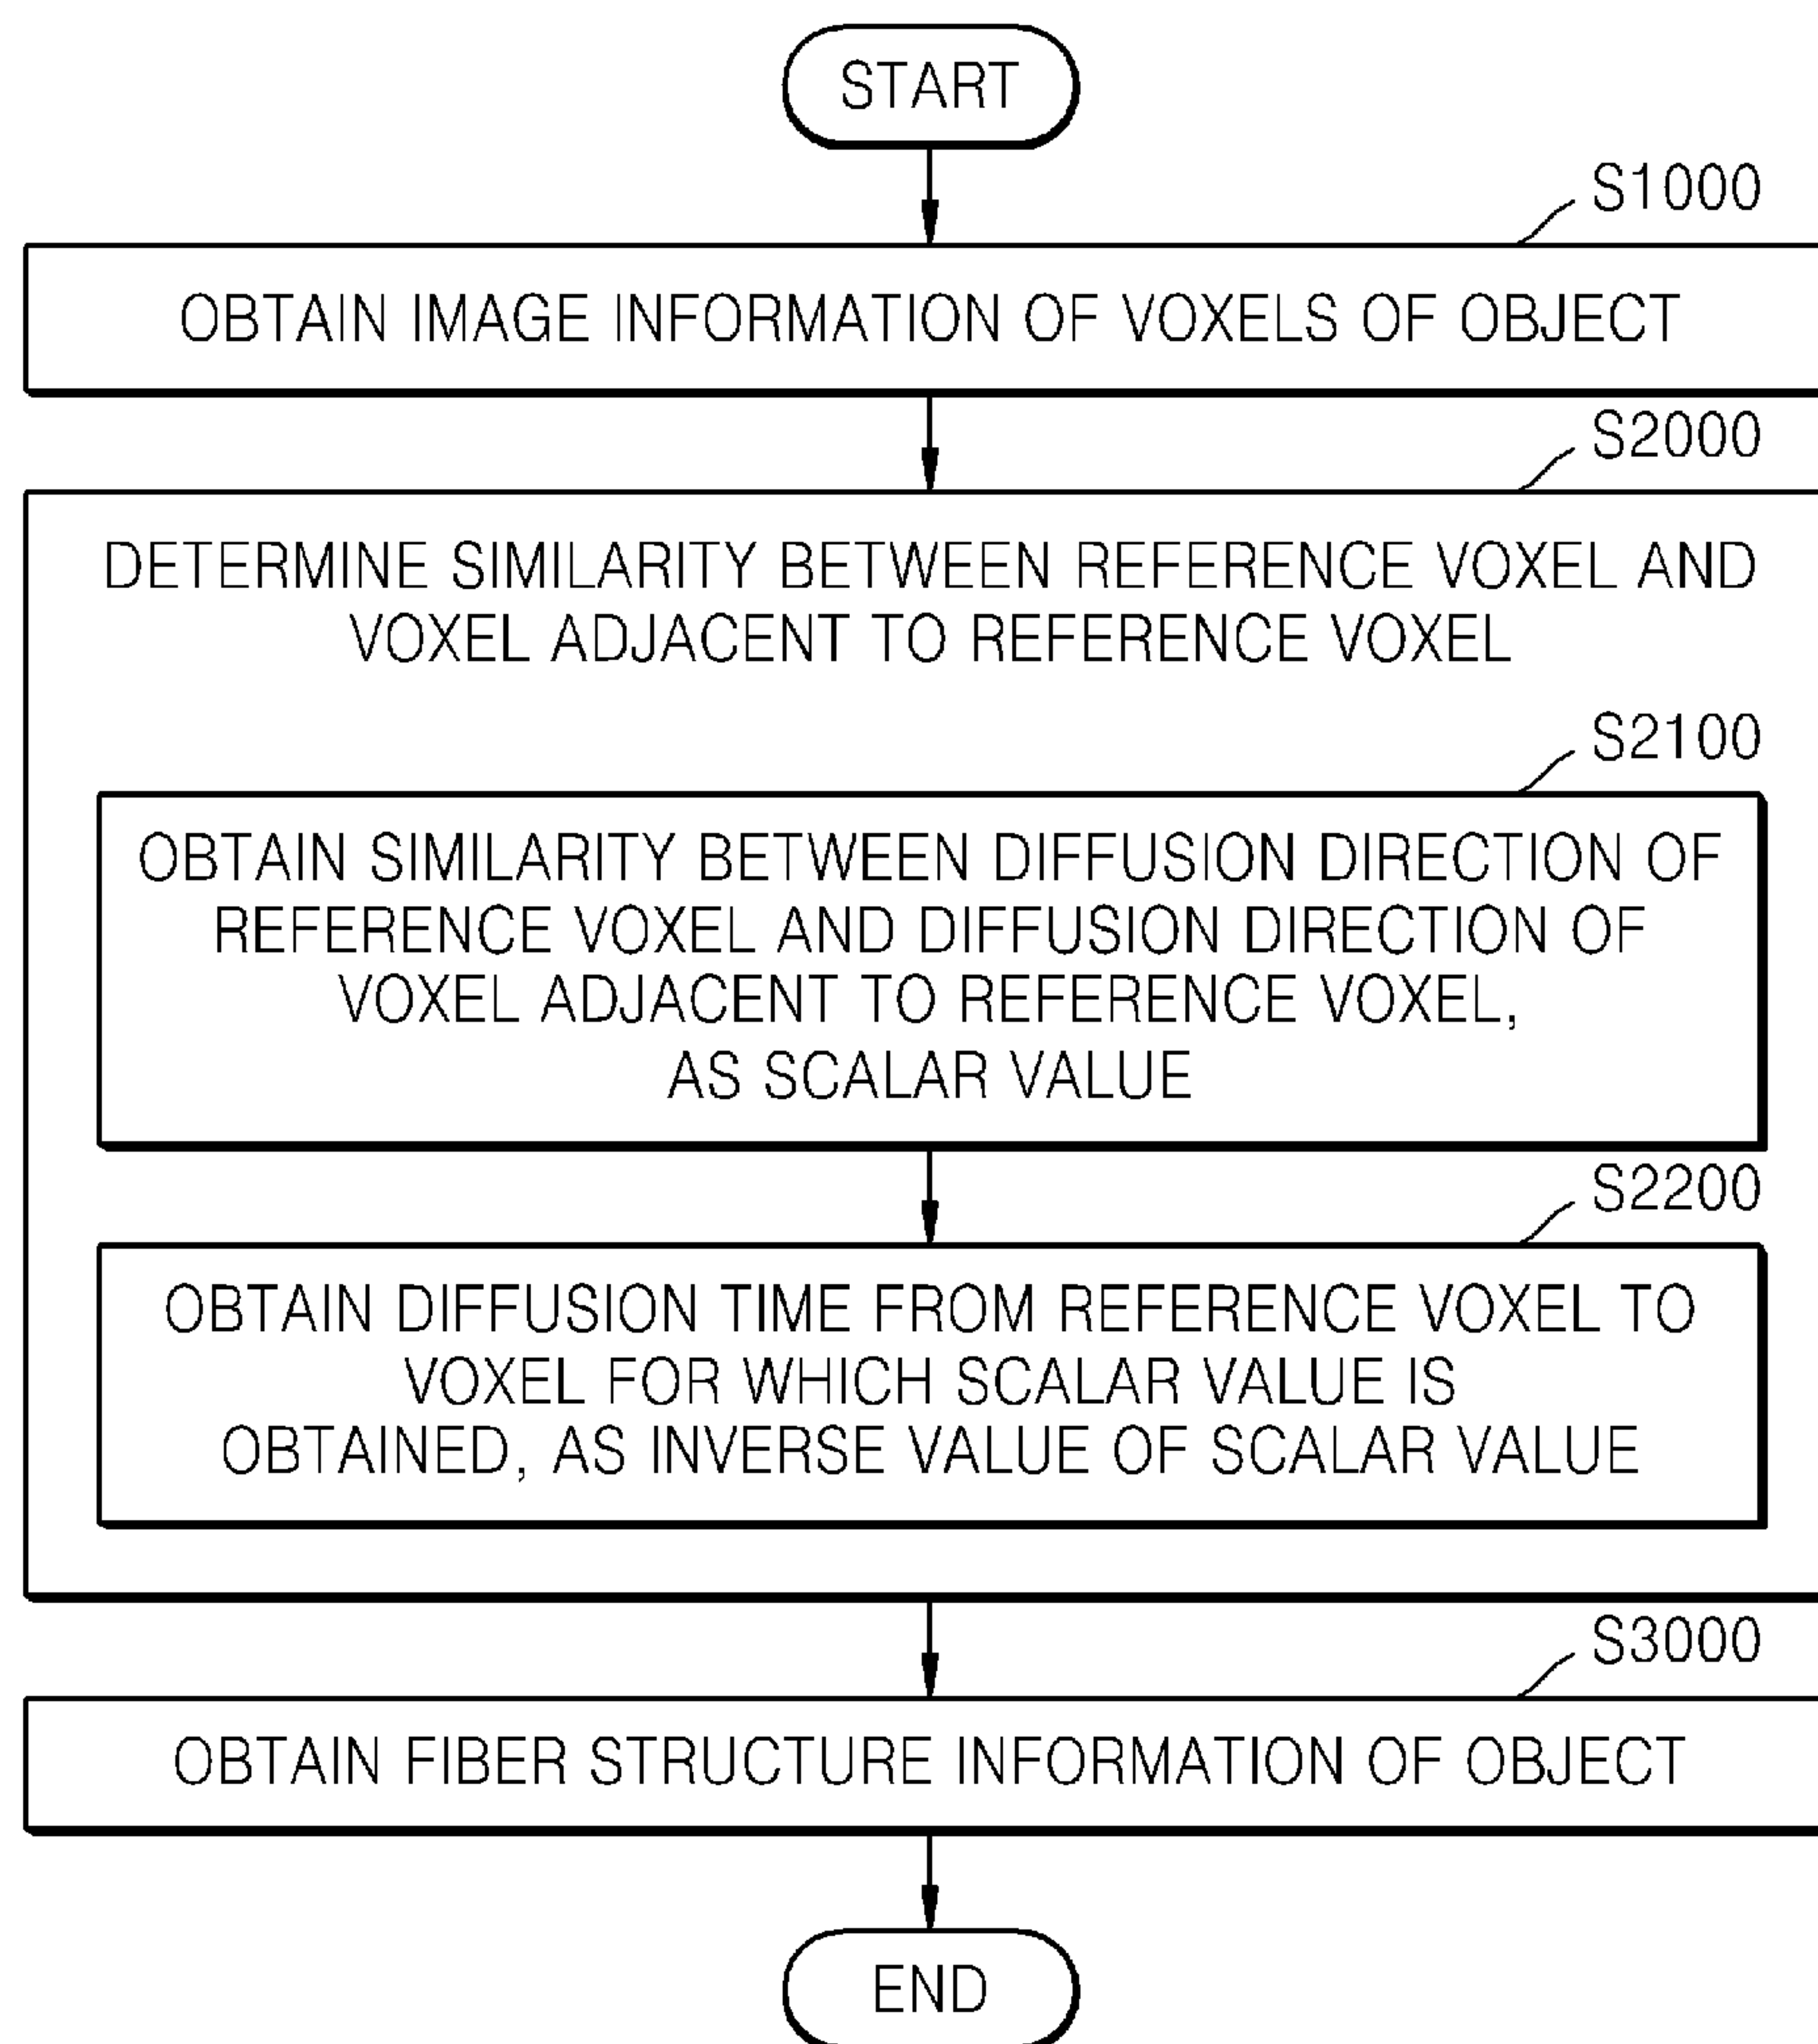 START
S1000
OBTAIN IMAGE INFORMATION OF VOXELS OF OBJECT
S2000
DETERMINE SIMILARITY BETWEEN REFERENCE VOXEL AND
VOXEL ADJACENT TO REFERENCE VOXEL
S2100
OBTAIN SIMILARITY BETWEEN DIFFUSION DIRECTION OF
REFERENCE VOXEL AND DIFFUSION DIRECTION OF
VOXEL ADJACENT TO REFERENCE VOXEL,
AS SCALAR VALUE
S2200
OBTAIN DIFFUSION TIME FROM REFERENCE VOXEL TO
VOXEL FOR WHICH SCALAR VALUE IS
OBTAINED, AS INVERSE VALUE OF SCALAR VALUE
S3000
OBTAIN FIBER STRUCTURE INFORMATION OF OBJECT
END